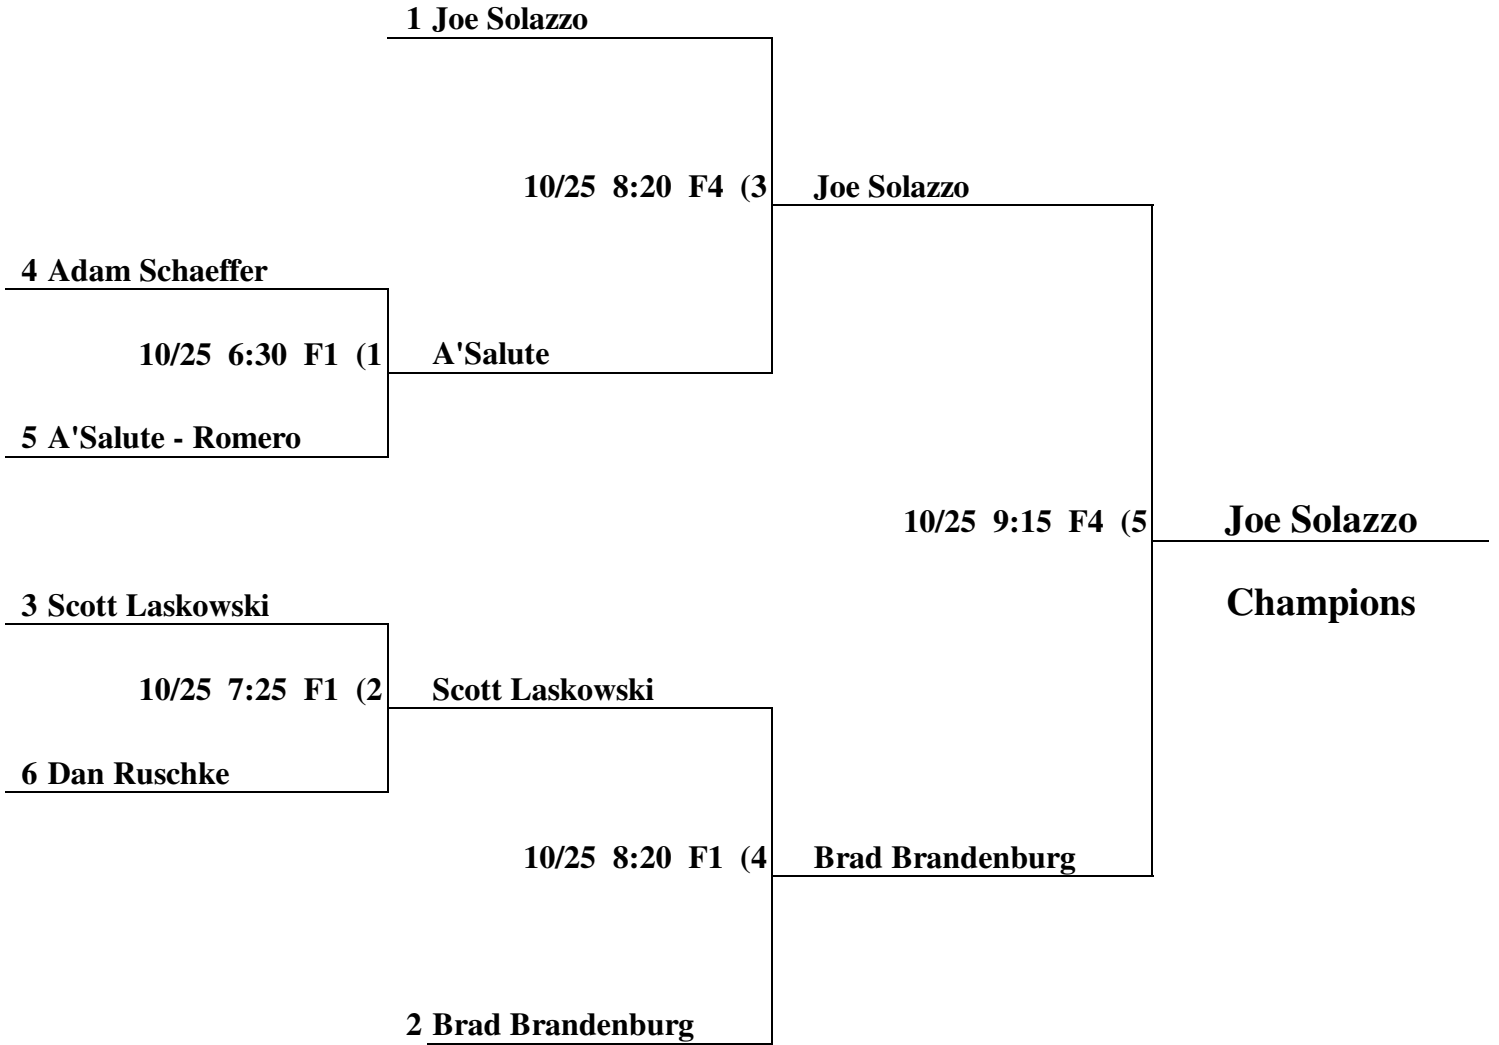 1 Joe Solazzo
10/25 8:20 F4 (3
Joe Solazzo
4 Adam Schaeffer
10/25 6:30 F1 (1
A'Salute
5 A'Salute - Romero
10/25 9:15 F4 (5
Joe Solazzo
Champions
3 Scott Laskowski
10/25 7:25 F1 (2
Scott Laskowski
6 Dan Ruschke
10/25 8:20 F1 (4
Brad Brandenburg
2 Brad Brandenburg